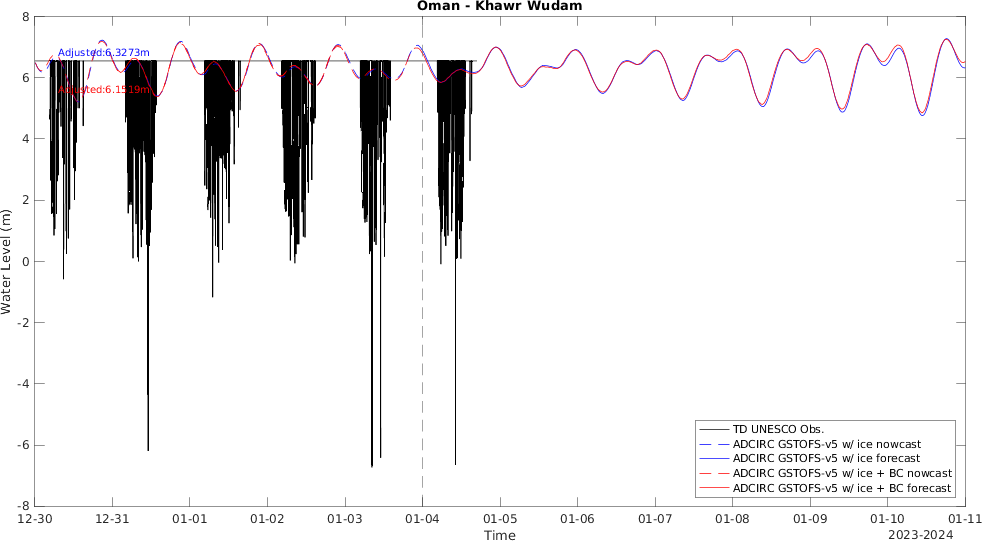 Oman - Khawr Wudam
8
6
4
2
0
-2
-4
-6
-8
Water Level (m)
Adjusted:6.3273m
Adjusted:6.1519m
TD UNESCO Obs.
ADCIRC GSTOFS-v5 w/ ice nowcast
ADCIRC GSTOFS-v5 w/ ice forecast
ADCIRC GSTOFS-v5 w/ ice + BC nowcast
ADCIRC GSTOFS-v5 w/ ice + BC forecast
12-30 12-31 01-01 01-02 01-03 01-04 01-05 01-06 01-07 01-08 01-09 01-10 01-11
Time
2023-2024